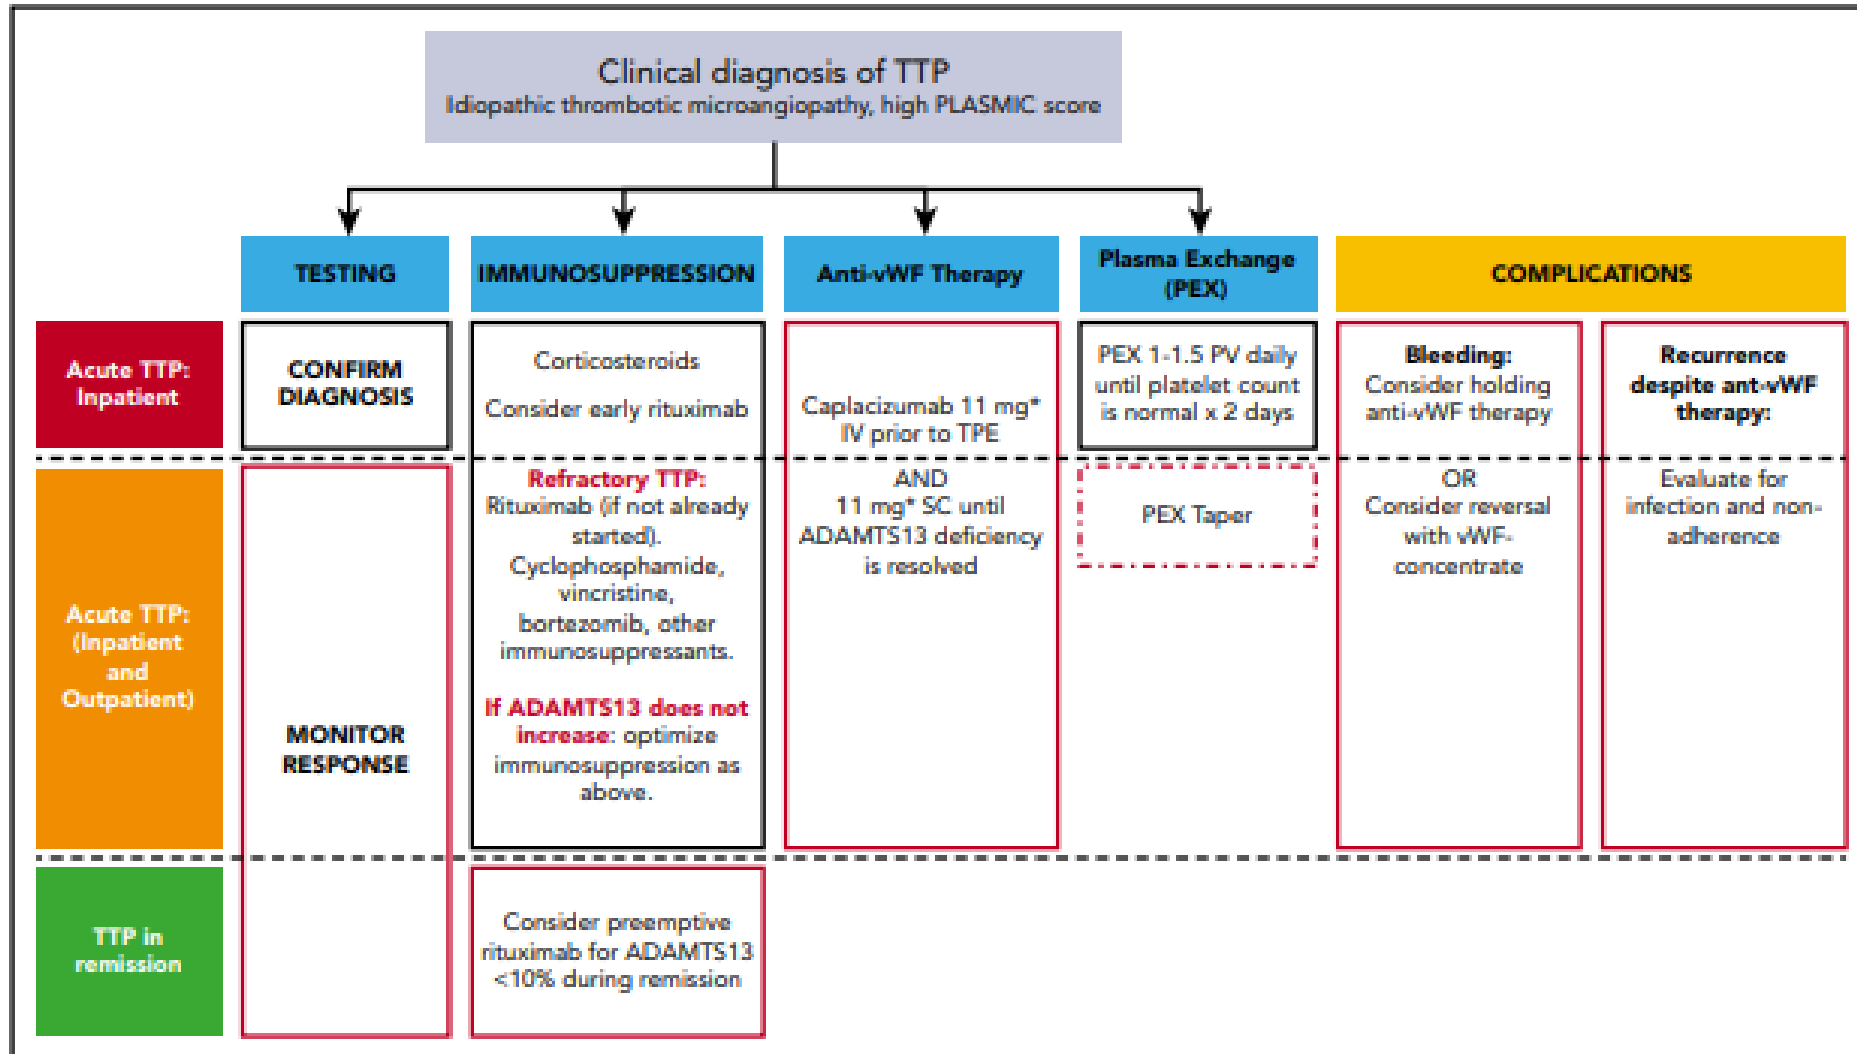 Clinical diagnosis of TTP
Idiopathic thrombotic microangiopathy, high PLASMIC score
TESTING
IMMUNOSUPPRESSION
Anti-vWF Therapy
Plasma Exchange
(PEX)
COMPLICATIONS
Acute TTP:
Inpatient
CONFIRM
DIAGNOSIS
Corticosteroids
Consider early rituximab
Caplacizumab 11 mg*
IV prior to TPE
PEX 1-1.5 PV daily
until platelet count
is normal x 2 days
Bleeding:
Consider holding
anti-vWF therapy
Recurrence
despite ant-vWF
therapy:
Acute TTP:
(Inpatient
and
Outpatient)
MONITOR
RESPONSE
Refractory TTP:
Rituximab (if not already
started).
Cyclophosphamide,
vincristine,
bortezomib, other
immunosuppressants.
If ADAMTS13 does not
increase: optimize
immunosuppression as
above.
AND
11 mg* SC until
ADAMTS13 deficiency
is resolved
PEX Taper
OR
Consider reversal
with vWF-
concentrate
Evaluate for
infection and non-
adherence
TTP in
remission
Consider preemptive
rituximab for ADAMTS13
<10% during remission